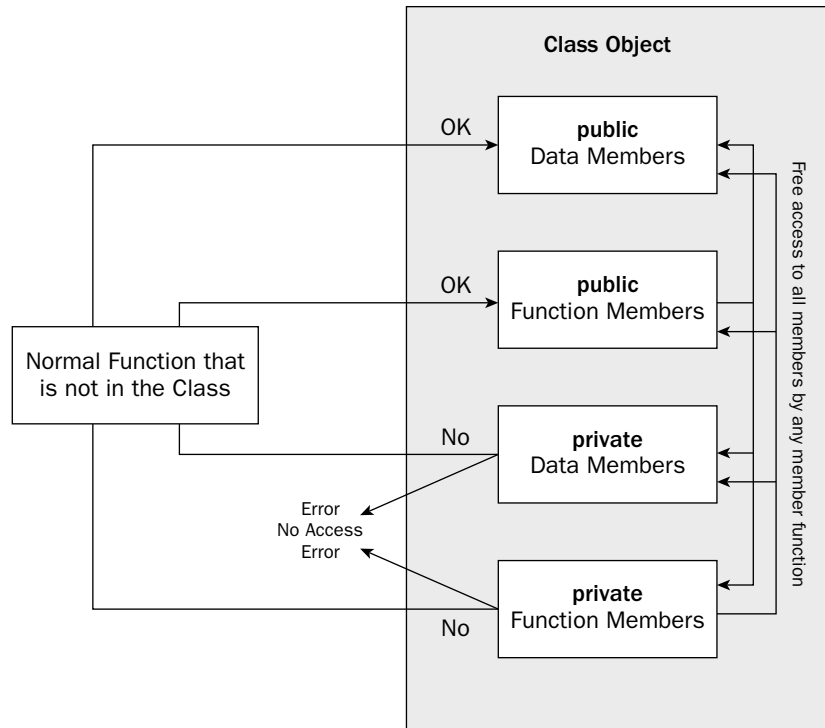 Class Object
OK
public
Data Members
OK
public
Function Members
Normal Function that
is not in the Class
No
private
Data Members
Error
No Access
Error
private
Function Members
No
Free access to all members by any member function